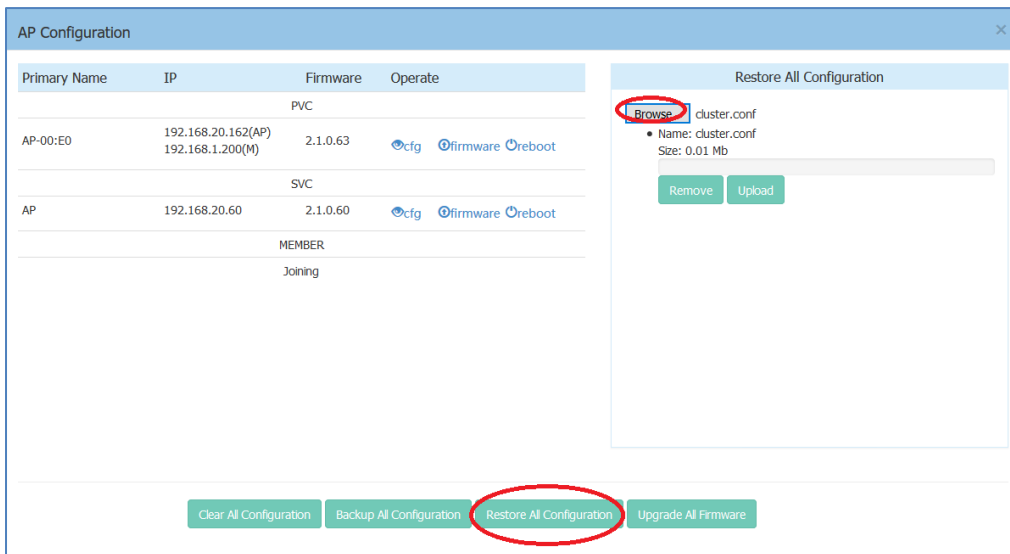 AP Configuration
×
Primary Name IP Firmware Operate
PVC
AP-00:E0 192.168.20.162(AP) 2.1.0.63 cfg firmware reboot
192.168.1.200(M)
SVC
AP 192.168.20.60 2.1.0.60 cfg firmware reboot
MEMBER
Joining
Restore All Configuration
Browse cluster.conf
• Name: cluster.conf
Size: 0.01 Mb
Remove Upload
Clear All Configuration Backup All Configuration Restore All Configuration Upgrade All Firmware